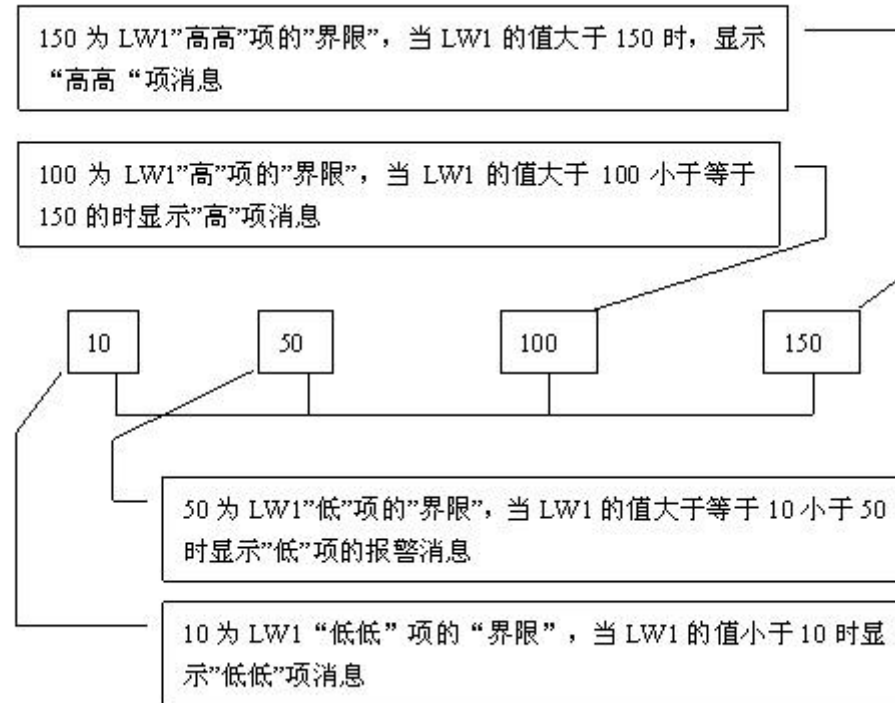 150 为 LW1”高高”项的”界限”，当 LW1 的值大于 150 时，显示
“高高“项消息
100 为 LW1”高”项的”界限”，当 LW1 的值大于 100 小于等于
150 的时显示”高”项消息
10
50
100
150
50 为 LW1”低”项的”界限”，当 LW1 的值大于等于 10 小于 50
时显示”低”项的报警消息
10 为 LW1“低低”项的“界限”，当 LW1 的值小于 10 时显
示”低低”项消息